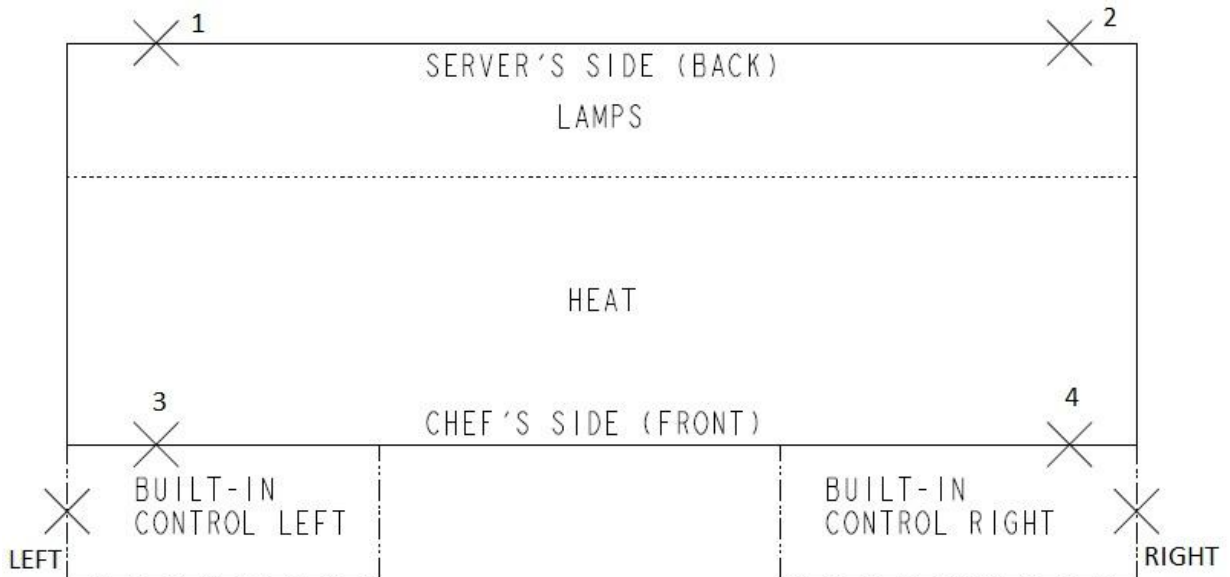 1
2
SERVER'S SIDE (BACK)
LAMPS
HEAT
3
4
CHEF'S SIDE (FRONT)
BUILT-IN
CONTROL LEFT
BUILT-IN
CONTROL RIGHT
LEFT
RIGHT